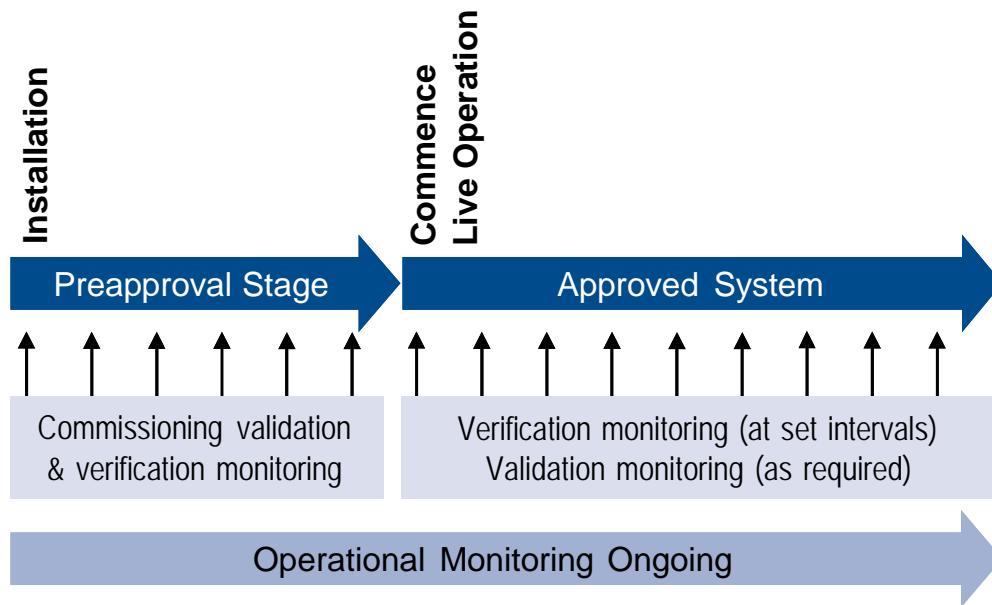 Installation
Commence
Live Operation
Preapproval Stage
Approved System
Commissioning validation
& verification monitoring
Verification monitoring (at set intervals)
Validation monitoring (as required)
Operational Monitoring Ongoing